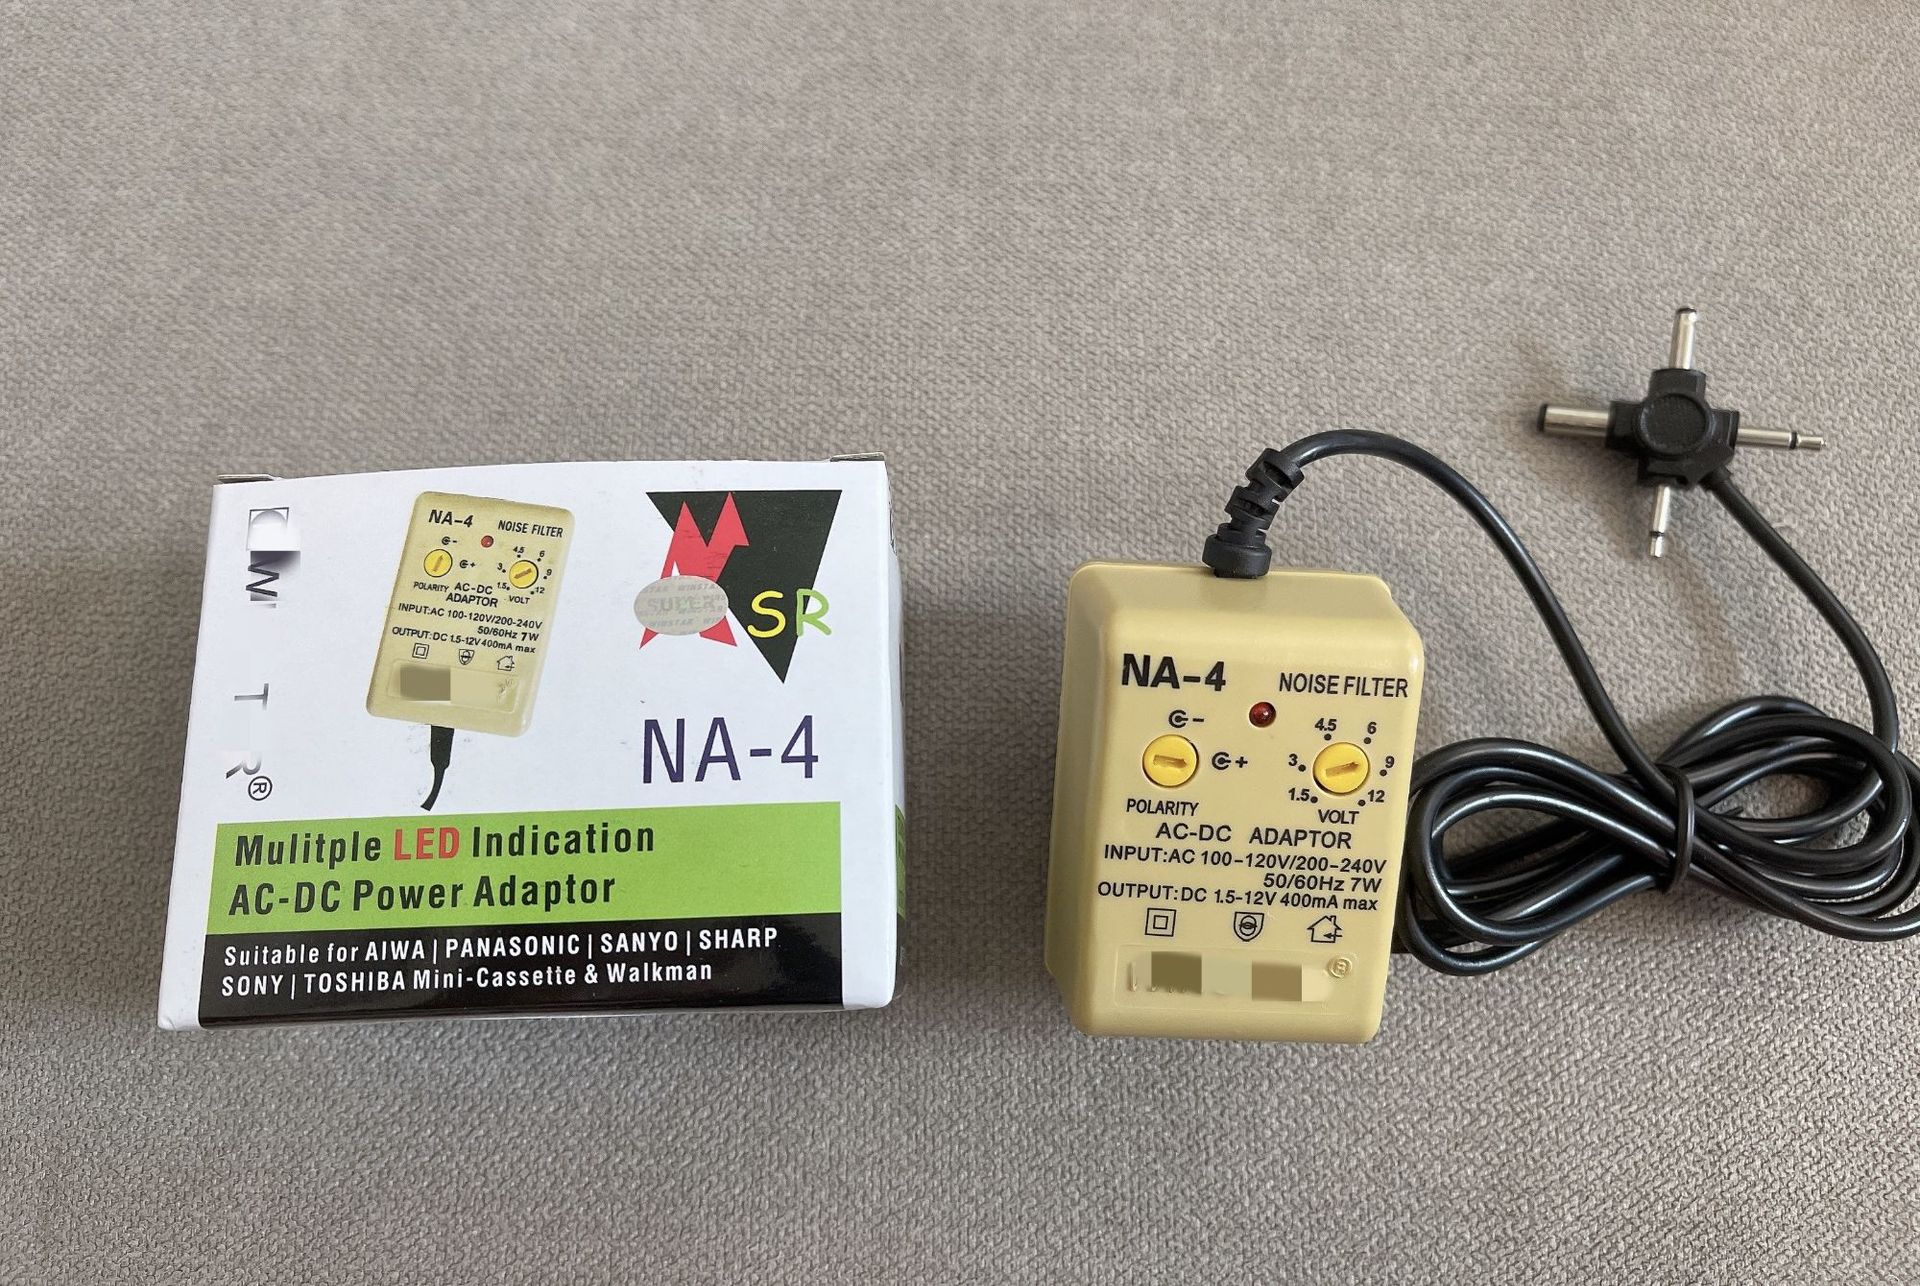 NA-4
NOISE FILTER
4.5 6
3 9
1.5 12
POLARITY
VOLT
AC-DC
ADAPTOR
INPUT:AC 100-120V/200-240V
50/60Hz 7W
OUTPUT:DC 1.5-12V 400mA max
SR
NA-4
Mulitple LED Indication
AC-DC Power Adaptor
Suitable for AIWA | PANASONIC | SANYO | SHARP
SONY | TOSHIBA Mini-Cassette & Walkman
NA-4
NOISE FILTER
4.5 6
3 9
1.5 12
POLARITY
VOLT
AC-DC ADAPTOR
INPUT:AC 100-120V/200-240V
50/60Hz 7W
OUTPUT:DC 1.5-12V 400mA max